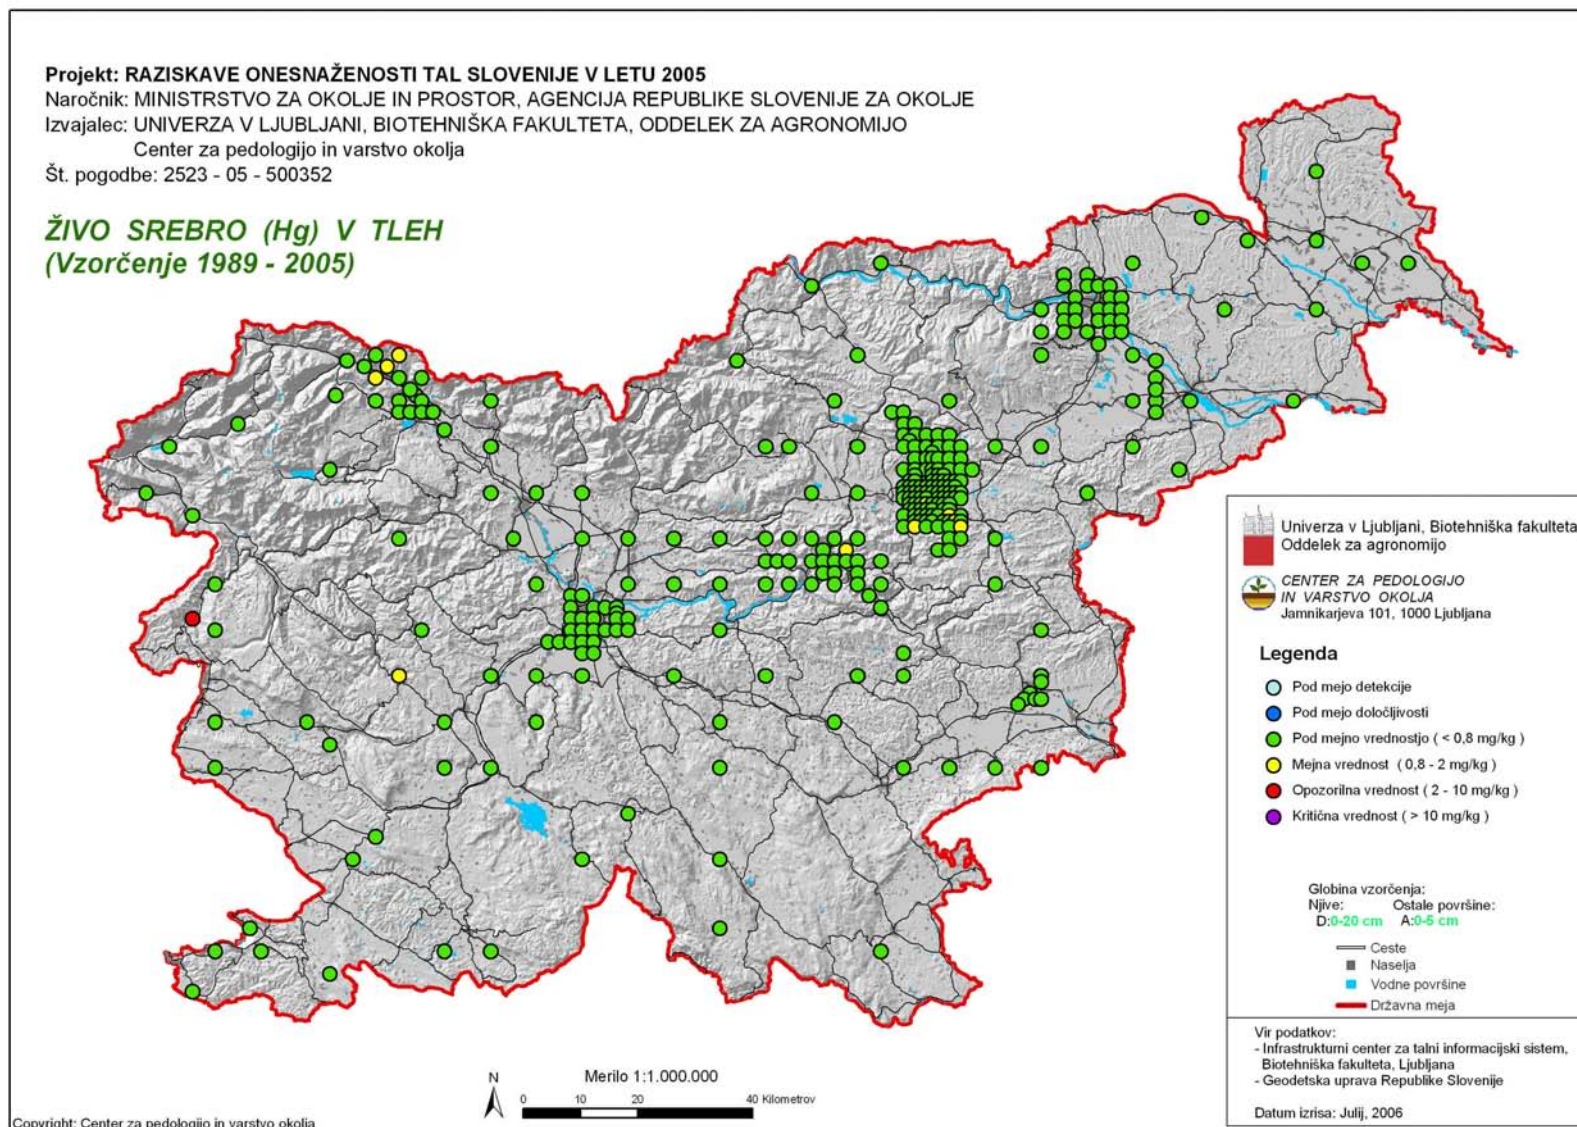 Projekt: RAZISKAVE ONESNAŽENOSTI TAL SLOVENIJE V LETU 2005
Naročnik: MINISTRSTVO ZA OKOLJE IN PROSTOR, AGENCIJA REPUBLIKE SLOVENIJE ZA OKOLJE
Izvajalec: UNIVERZA V LJUBLJANI, BIOTEHNIŠKA FAKULTETA, ODDELEK ZA AGRONOMIJO
Center za pedologijo in varstvo okolja
Št. pogodbe: 2523 - 05 - 500352
ŽIVO SREBRO (Hg) V TLEH
(Vzorčenje 1989 - 2005)
Univerza v Ljubljani, Biotehniška fakulteta
Oddelek za agronomijo
CENTER ZA PEDOLOGIJO
IN VARSTVO OKOLJA
Jamnikarjeva 101, 1000 Ljubljana
Legenda
Pod mejo detekcije
Pod mejo določljivosti
Pod mejno vrednostjo ( < 0,8 mg/kg )
Mejna vrednost ( 0,8 - 2 mg/kg )
Opozorilna vrednost ( 2 - 10 mg/kg )
Kritična vrednost ( > 10 mg/kg )
Globina vzorčenja:
Njive: Ostale površine:
D:0-20 cm A:0-5 cm
Ceste
Naselja
Vodne površine
Državna meja
Vir podatkov:
- Infrastrukturni center za talni informacijski sistem,
Biotehniška fakulteta, Ljubljana
- Geodetska uprava Republike Slovenije
Datum izrisa: Julij, 2006
N
Merilo 1:1.000.000
0 10 20 40 Kilometrov
Copyright: Center za pedologijo in varstvo okolja